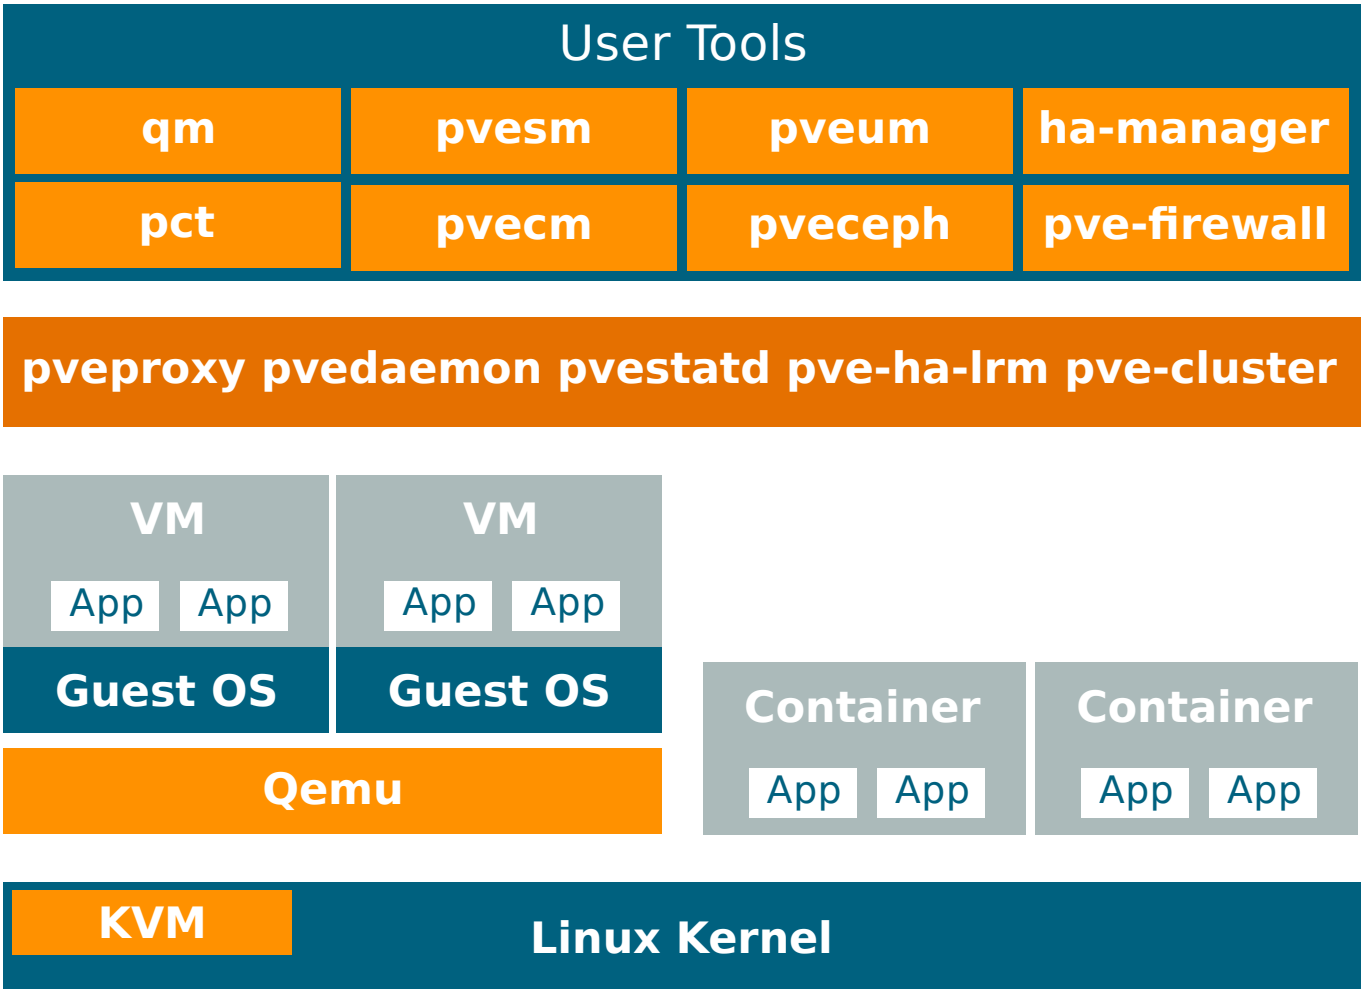 User Tools
qm pvesm pveum ha-manager
pct pvecm pveceph pve-firewall
pveproxy pvedaemon pvestatd pve-ha-lrm pve-cluster
VM VM
App App App App
Guest OS Guest OS
Container Container
Qemu
App App App App
KVM
Linux Kernel